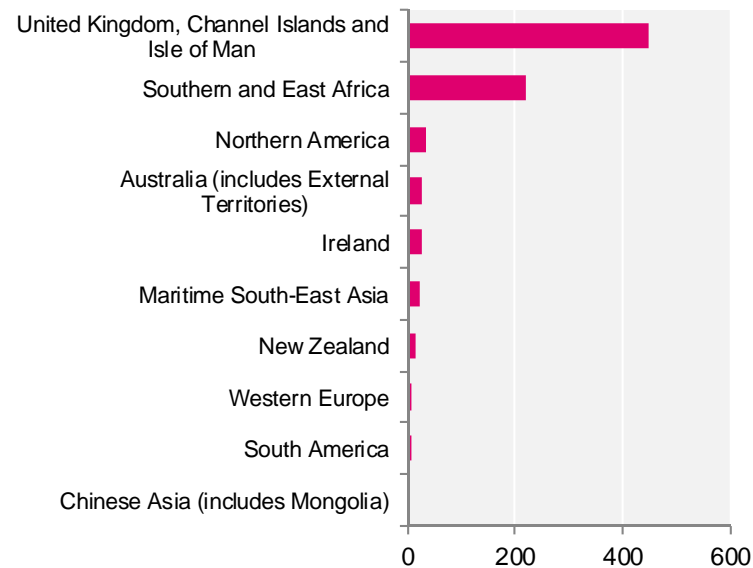 United Kingdom, Channel Islands and
Isle of Man
Southern and East Africa
Northern America
Australia (includes External
Territories)
Ireland
Maritime South-East Asia
New Zealand
Western Europe
South America
Chinese Asia (includes Mongolia)
0 200 400 600